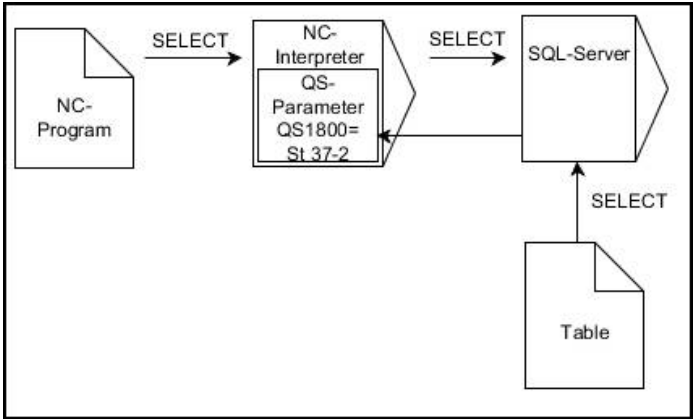 SELECT
NC-
Program
NC-
Interpreter
QS-
Parameter
QS1800=
St 37-2
SELECT
SQL-Server
SELECT
Table